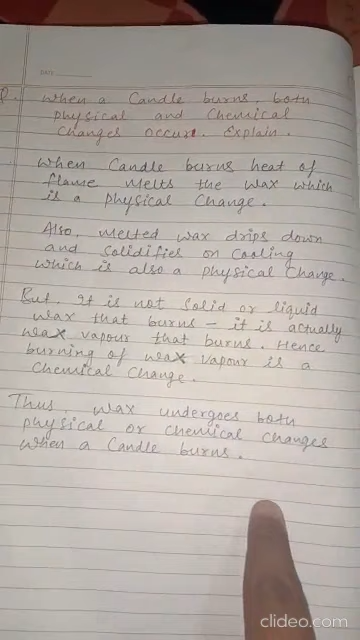 DATE
Q. When a Candle burns, both
physical and Chemical
Changes occur. Explain.
When Candle burns heat of
flame melts the wax which
is a physical Change.
Also, melted wax drips down
and solidifies on cooling
which is also a physical Change.
But, It is not solid or liquid
wax that burns - it is actually
wax vapour that burns. Hence
burning of wax vapour is a
Chemical Change.
Thus, wax undergoes both
physical or chemical changes
when a Candle burns.
clideo.com